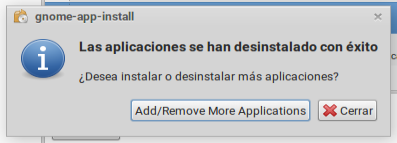 gnome-app-install
Las aplicaciones se han desinstalado con éxito
¿Desea instalar o desinstalar más aplicaciones?
Add/Remove More Applications
Cerrar